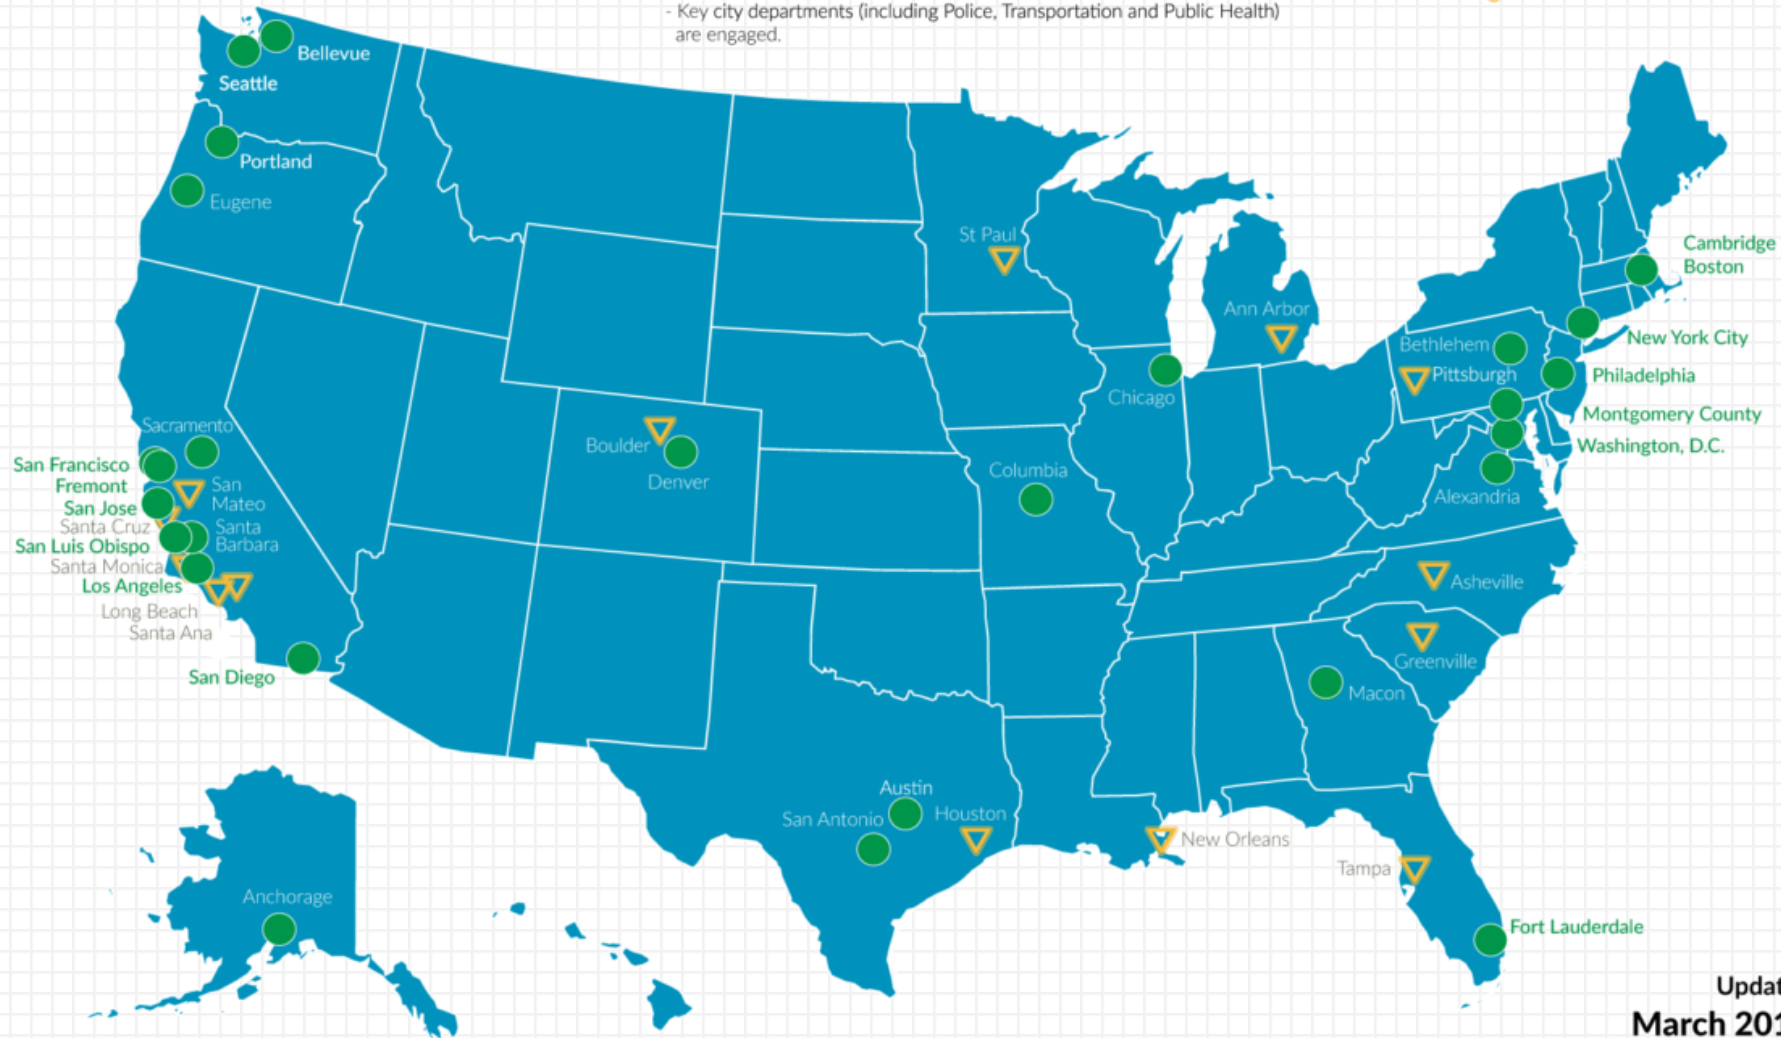 - Key city departments (including Police, Transportation and Public Health)
are engaged.
Bellevue
Seattle
Portland
Eugene
St Paul
Ann Arbor
Cambridge
Boston
New York City
Bethlehem
Pittsburgh
Philadelphia
Chicago
Montgomery County
Washington, D.C.
Alexandria
Sacramento
San Francisco
Fremont
San Jose
San
Mateo
Santa Cruz
Santa
Barbara
San Luis Obispo
Santa Monica
Los Angeles
Long Beach
Santa Ana
San Diego
Boulder
Denver
Columbia
Asheville
Greenville
Macon
Austin
San Antonio
Houston
New Orleans
Tampa
Fort Lauderdale
Anchorage
Updat
March 201